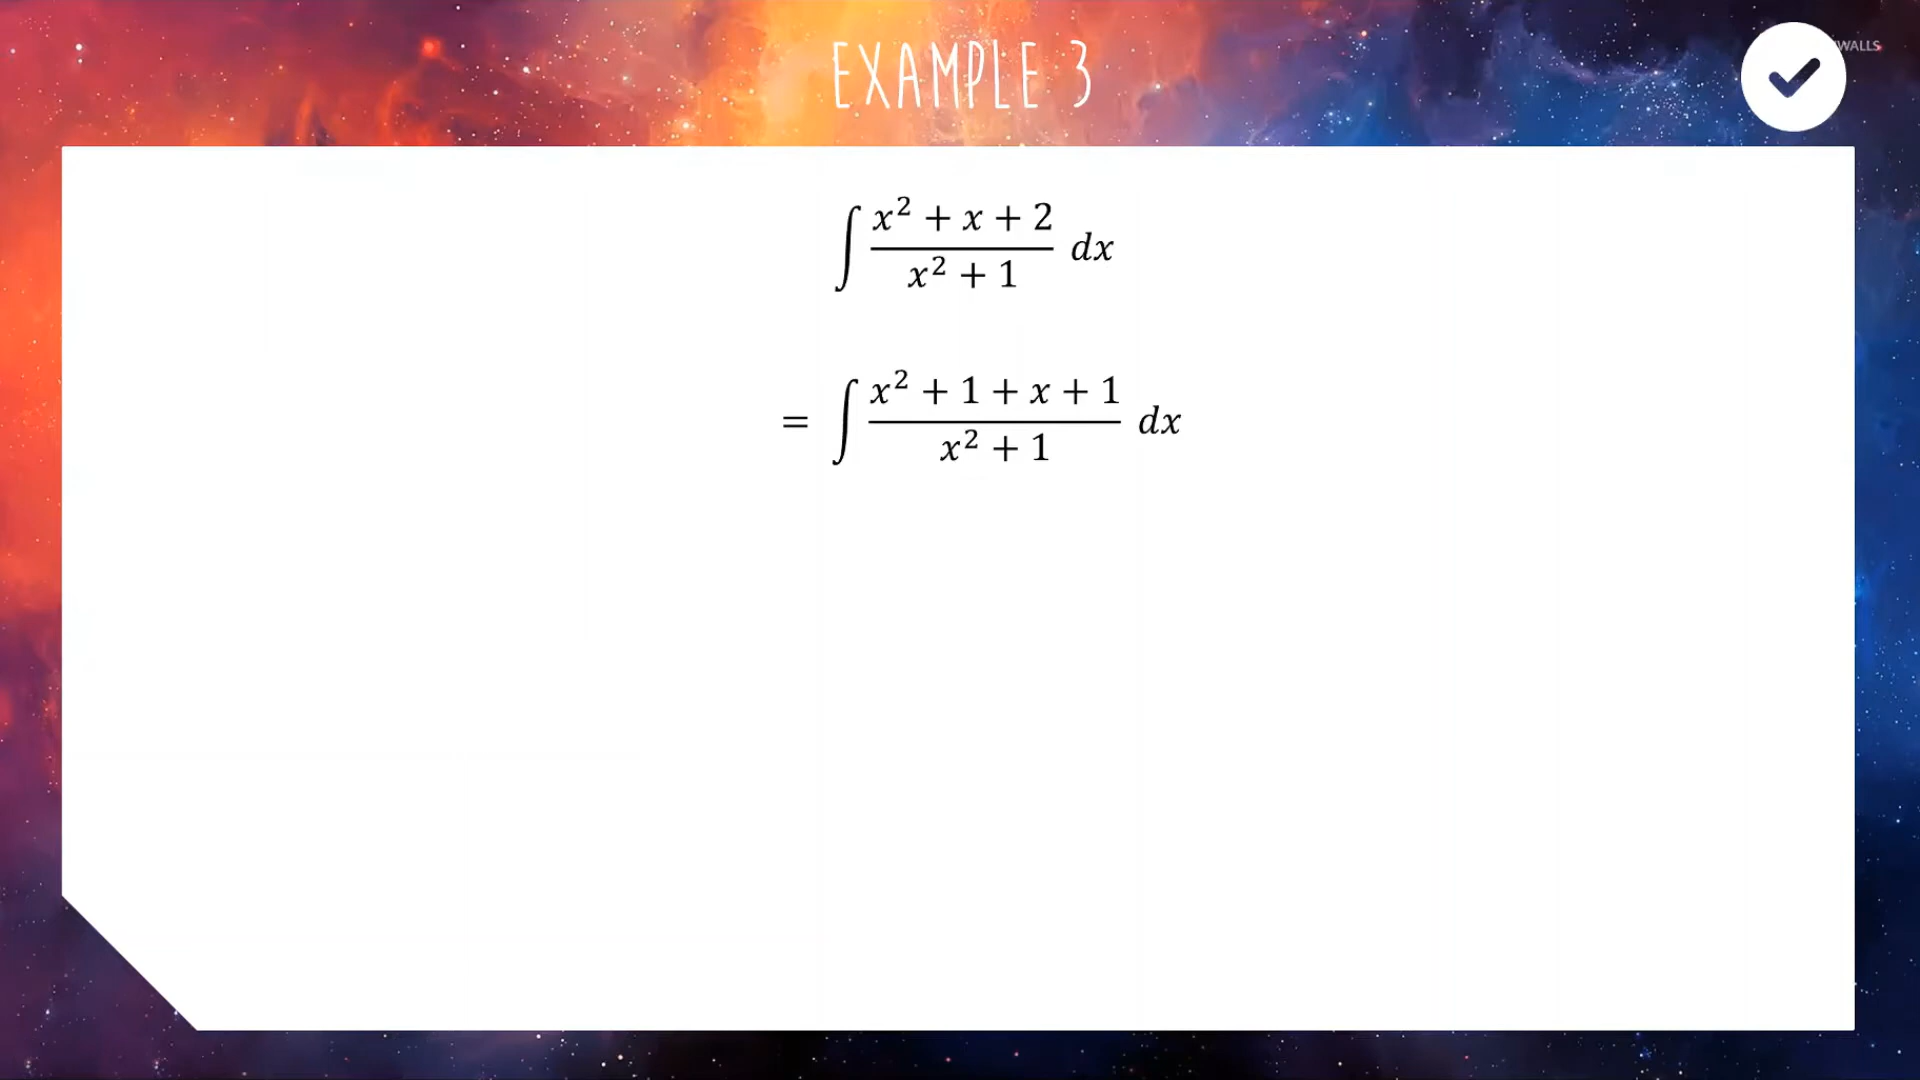 EXAMPLE 3
WALLS
∫ x² + x + 2 / x² + 1 dx
= ∫ x² + 1 + x + 1 / x² + 1 dx